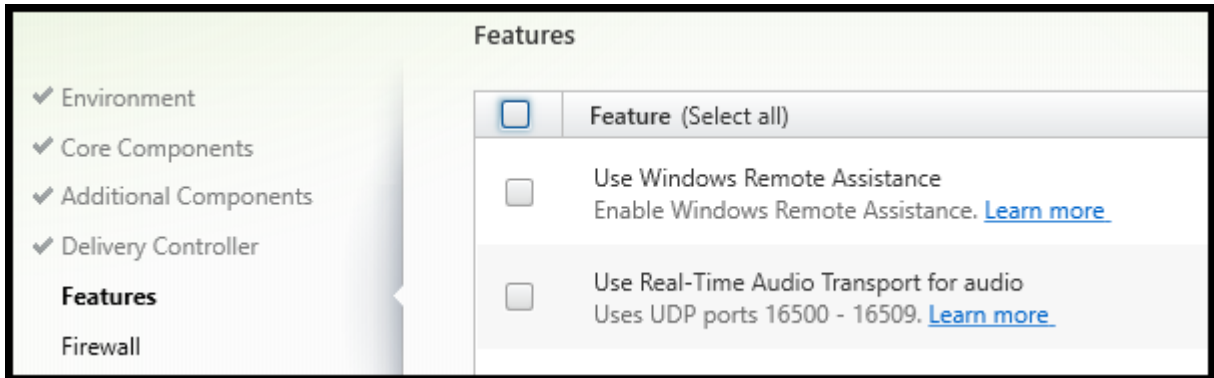 Features
Environment
Core Components
Additional Components
Delivery Controller
Features
Firewall
Feature (Select all)
Use Windows Remote Assistance
Enable Windows Remote Assistance. Learn more
Use Real-Time Audio Transport for audio
Uses UDP ports 16500 - 16509. Learn more